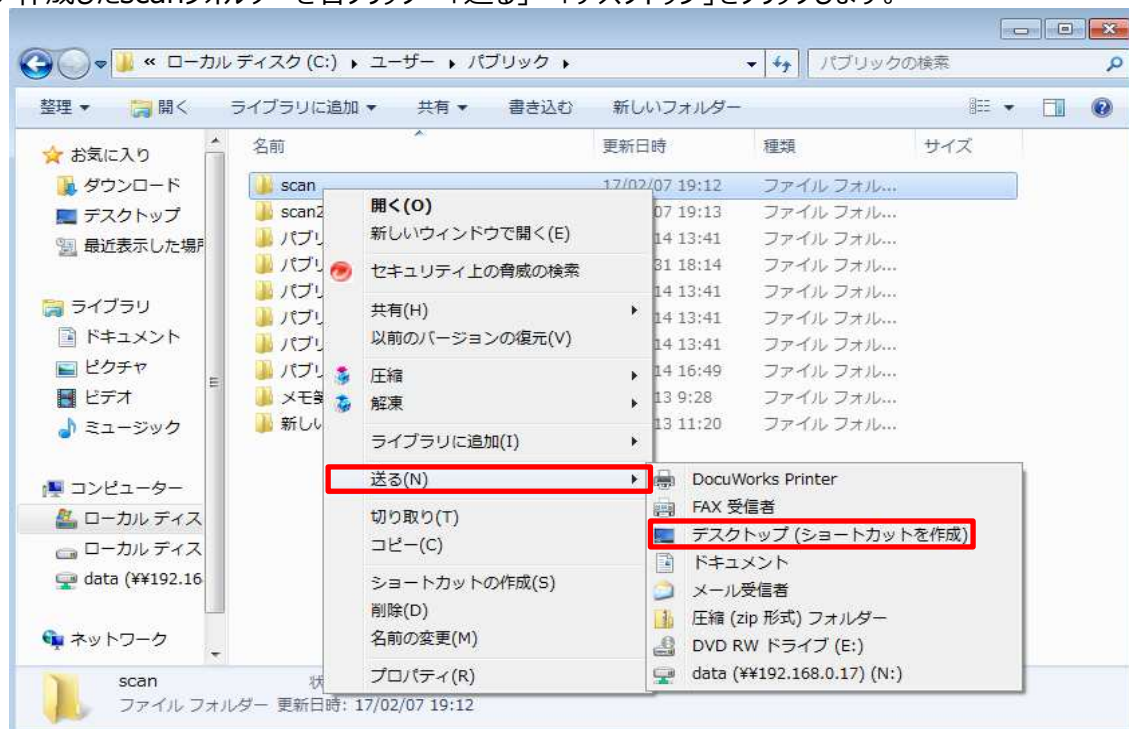 作成したscanフォルダーを右クリック→「送る」→「デスクトップ」をクリックします。
« ローカル ディスク (C:) ▸ ユーザー ▸ パブリック ▸
パブリックの検索
整理 ▼ 開く ライブラリに追加 ▼ 共有 ▼ 書き込む 新しいフォルダー
名前 更新日時 種類 サイズ
お気に入り
ダウンロード
デスクトップ
最近表示した場所
ライブラリ
ドキュメント
ピクチャ
ビデオ
ミュージック
コンピューター
ローカル ディス
ローカル ディス
data (¥¥192.16
ネットワーク
scan 17/02/07 19:12 ファイル フォル...
scan2 07 19:13 ファイル フォル...
パブリ 14 13:41 ファイル フォル...
パブリ 31 18:14 ファイル フォル...
パブリ 14 13:41 ファイル フォル...
パブリ 14 13:41 ファイル フォル...
パブリ 14 13:41 ファイル フォル...
パブリ 14 16:49 ファイル フォル...
メモ 13 9:28 ファイル フォル...
新しい 13 11:20 ファイル フォル...
開く(O)
新しいウィンドウで開く(E)
セキュリティ上の脅威の検索
共有(H)
以前のバージョンの復元(V)
圧縮
解凍
ライブラリに追加(I)
送る(N)
切り取り(T)
コピー(C)
ショートカットの作成(S)
削除(D)
名前の変更(M)
プロパティ(R)
DocuWorks Printer
FAX 受信者
デスクトップ (ショートカットを作成)
ドキュメント
メール受信者
圧縮 (zip 形式) フォルダー
DVD RW ドライブ (E:)
data (¥¥192.168.0.17) (N:)
scan 状
ファイル フォルダー 更新日時: 17/02/07 19:12